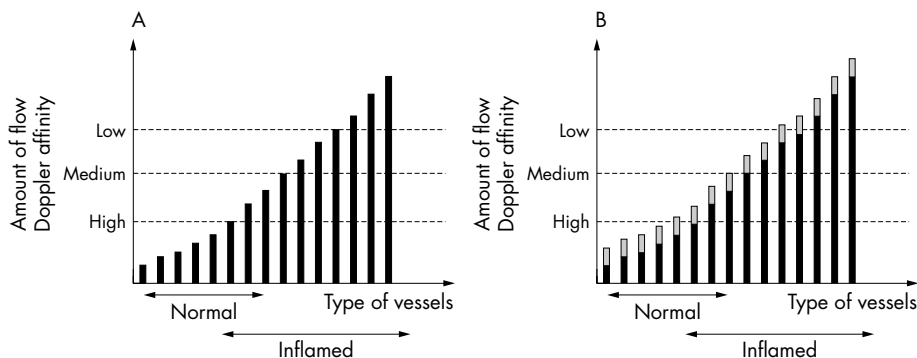 A
Amount of flow
Doppler affinity
Low
Medium
High
Type of vessels
Normal
Inflamed
B
Amount of flow
Doppler affinity
Low
Medium
High
Type of vessels
Normal
Inflamed